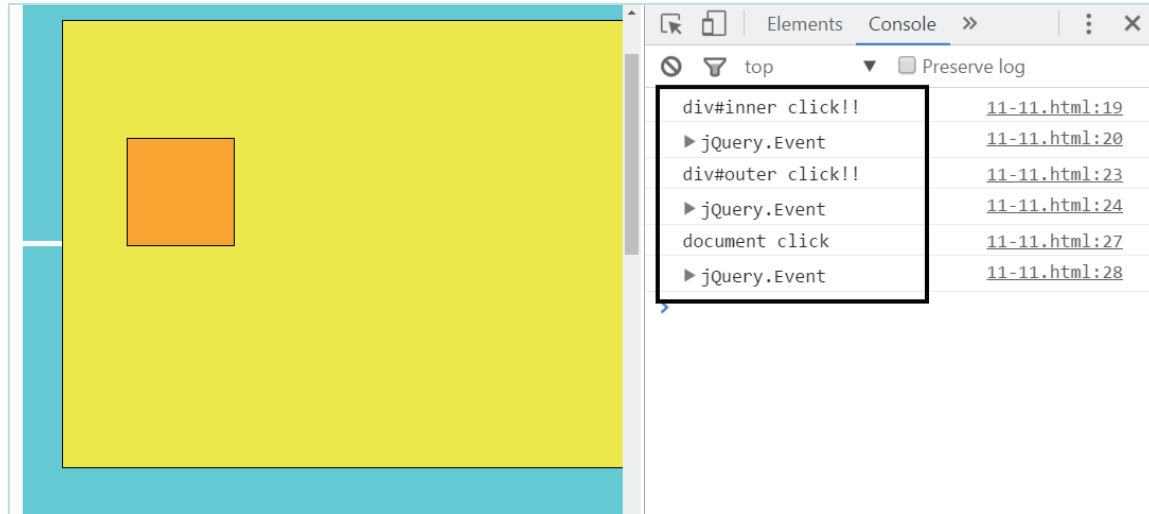 Elements Console »
top ▼ Preserve log
div#inner click!! 11-11.html:19
▶ jQuery.Event 11-11.html:20
div#outer click!! 11-11.html:23
▶ jQuery.Event 11-11.html:24
document click 11-11.html:27
▶ jQuery.Event 11-11.html:28